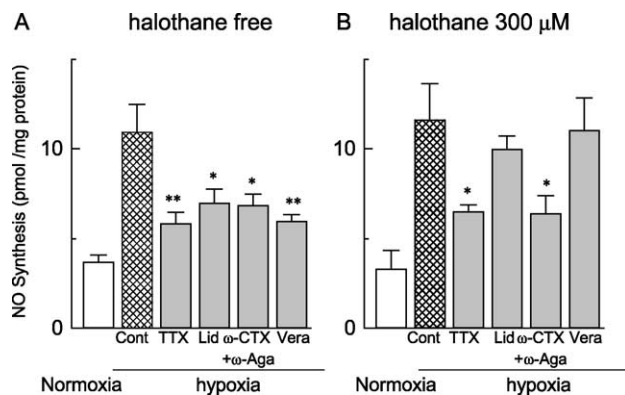 A halothane free
B halothane 300 μM
NO Synthesis (pmol /mg protein)
10
0
** * * **
Cont TTX Lid ω-CTX Vera
+ω-Aga
Normoxia hypoxia
10
0
* *
Cont TTX Lid ω-CTX Vera
+ω-Aga
Normoxia hypoxia